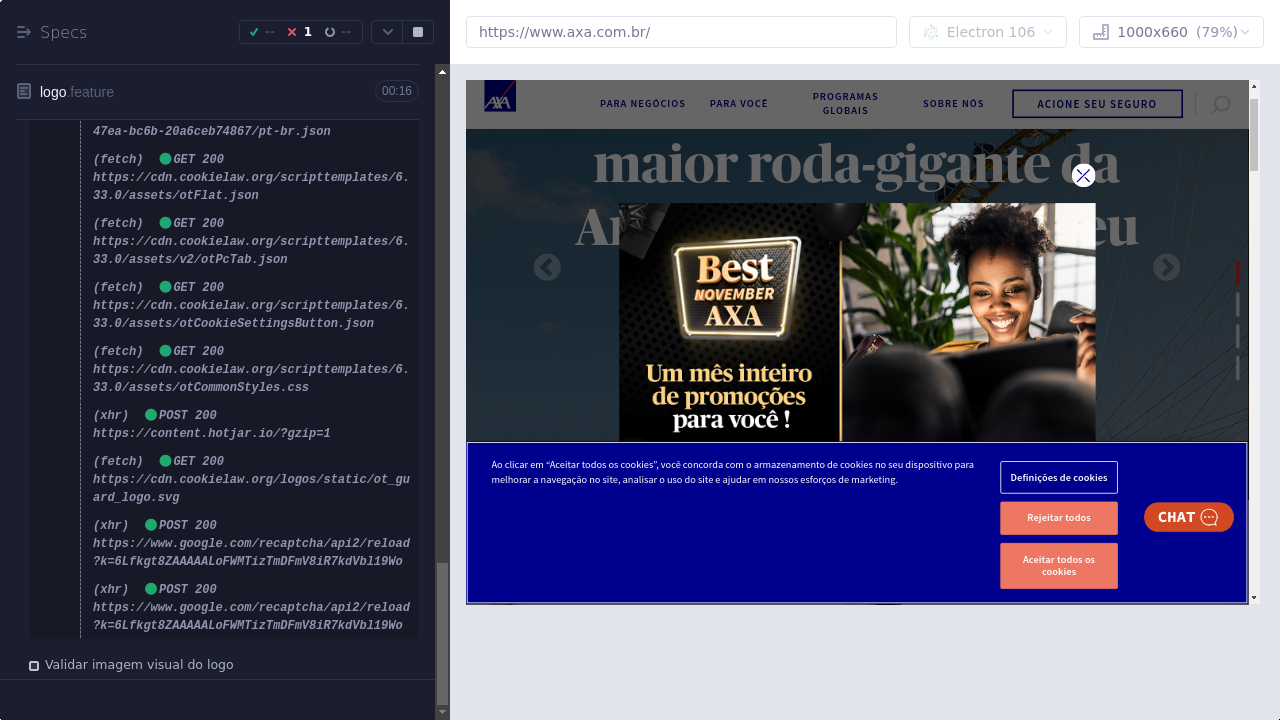 Specs
--
1
--
https://www.axa.com.br/
Electron 106
1000x660 (79%)
logo.feature
00:16
47ea-bc6b-20a6ceb74867/pt-br.json
(fetch) GET 200
https://cdn.cookielaw.org/scripttemplates/6.
33.0/assets/otFlat.json
(fetch) GET 200
https://cdn.cookielaw.org/scripttemplates/6.
33.0/assets/v2/otPcTab.json
(fetch) GET 200
https://cdn.cookielaw.org/scripttemplates/6.
33.0/assets/otCookieSettingsButton.json
(fetch) GET 200
https://cdn.cookielaw.org/scripttemplates/6.
33.0/assets/otCommonStyles.css
(xhr) POST 200
https://content.hotjar.io/?gzip=1
(fetch) GET 200
https://cdn.cookielaw.org/logos/static/ot_gu
ard_logo.svg
(xhr) POST 200
https://www.google.com/recaptcha/api2/reload
?k=6Lfkgt8ZAAAAALoFWMTizTmDFmV8iR7kdVbl19Wo
(xhr) POST 200
https://www.google.com/recaptcha/api2/reload
?k=6Lfkgt8ZAAAAALoFWMTizTmDFmV8iR7kdVbl19Wo
Validar imagem visual do logo
AXA
PARA NEGÓCIOS
PARA VOCÊ
PROGRAMAS
GLOBAIS
SOBRE NÓS
ACIONE SEU SEGURO
maior roda-gigante da
Best
NOVEMBER
AXA
Um mês inteiro
de promoções
para você !
Ao clicar em “Aceitar todos os cookies”, você concorda com o armazenamento de cookies no seu dispositivo para
melhorar a navegação no site, analisar o uso do site e ajudar em nossos esforços de marketing.
Definições de cookies
Rejeitar todos
Aceitar todos os
cookies
CHAT